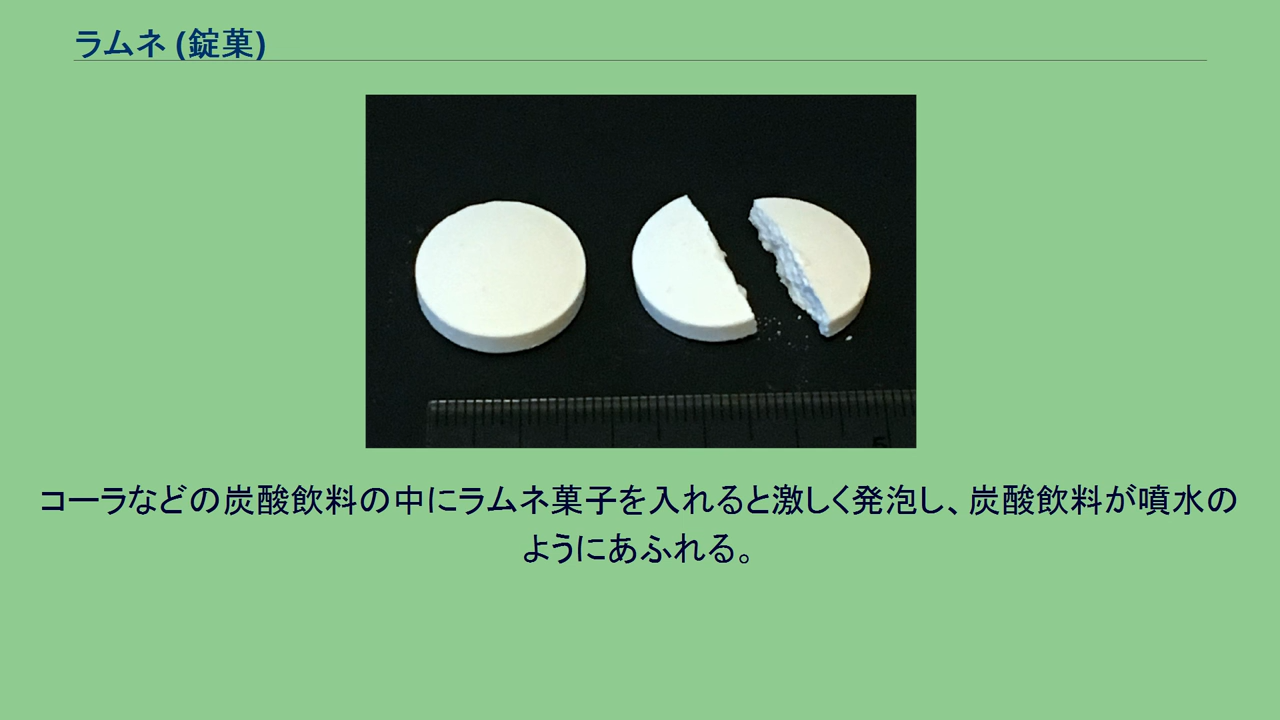 ラムネ (錠菓)
5
コーラなどの炭酸飲料の中にラムネ菓子を入れると激しく発泡し、炭酸飲料が噴水の
ようにあふれる。